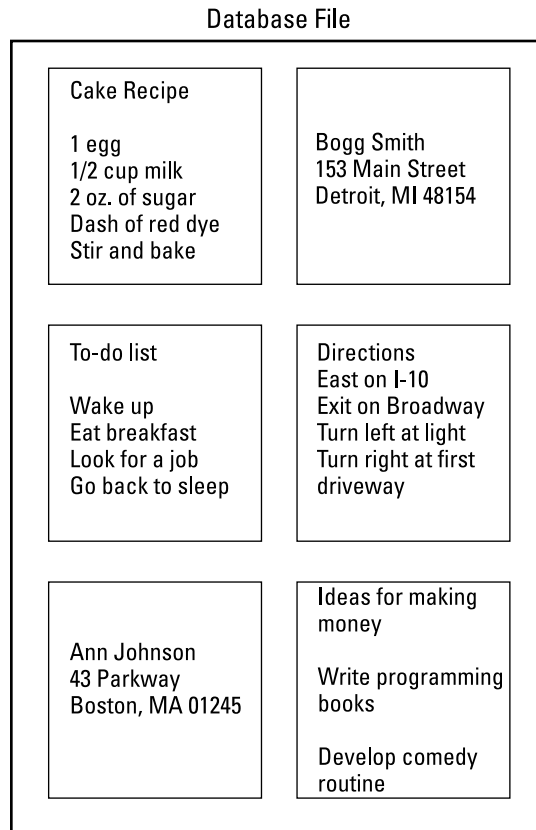 Database File
Cake Recipe
1 egg
1/2 cup milk
2 oz. of sugar
Dash of red dye
Stir and bake
Bogg Smith
153 Main Street
Detroit, MI 48154
To-do list
Wake up
Eat breakfast
Look for a job
Go back to sleep
Directions
East on I-10
Exit on Broadway
Turn left at light
Turn right at first
driveway
Ann Johnson
43 Parkway
Boston, MA 01245
Ideas for making
money
Write programming
books
Develop comedy
routine